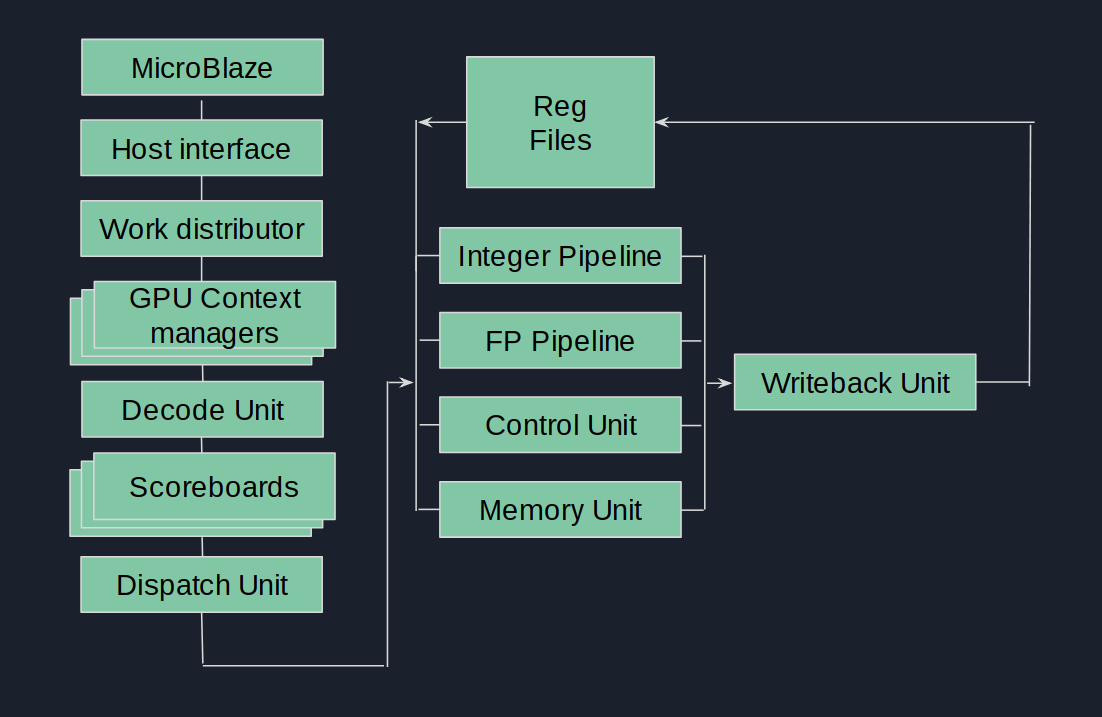 MicroBlaze
Host interface
Work distributor
GPU Context
managers
Decode Unit
Scoreboards
Dispatch Unit
Reg
Files
Integer Pipeline
FP Pipeline
Control Unit
Memory Unit
Writeback Unit